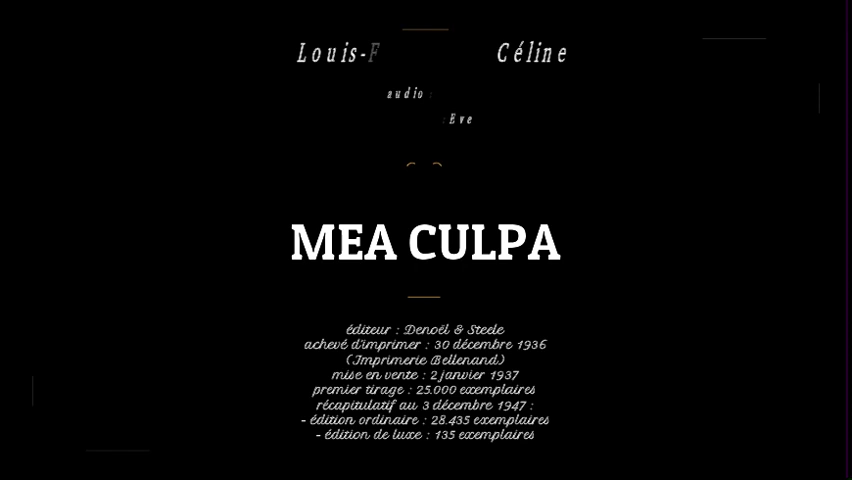 Louis-F Céline
audio :
: Eve
MEA CULPA
éditeur : Denoël & Steele
achevé d'imprimer : 30 décembre 1936
(Imprimerie Bellenand)
mise en vente : 2 janvier 1937
premier tirage : 25.000 exemplaires
récapitulatif au 3 décembre 1947 :
- édition ordinaire : 28.435 exemplaires
- édition de luxe : 135 exemplaires